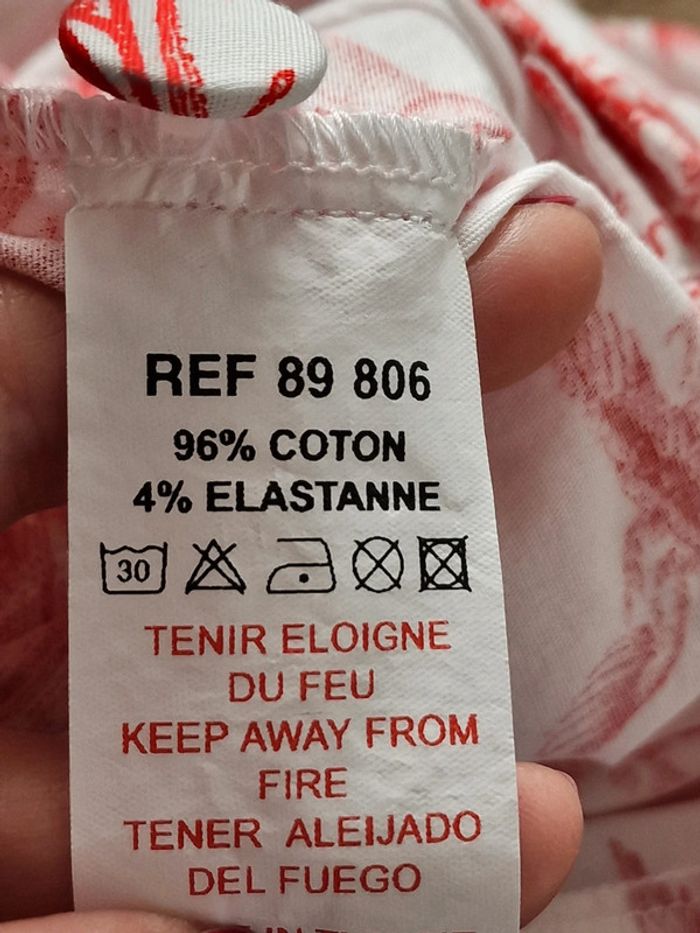 REF 89 806
96% COTON
4% ELASTANNE
30
TENIR ELOIGNE
DU FEU
KEEP AWAY FROM
FIRE
TENER ALEIJADO
DEL FUEGO